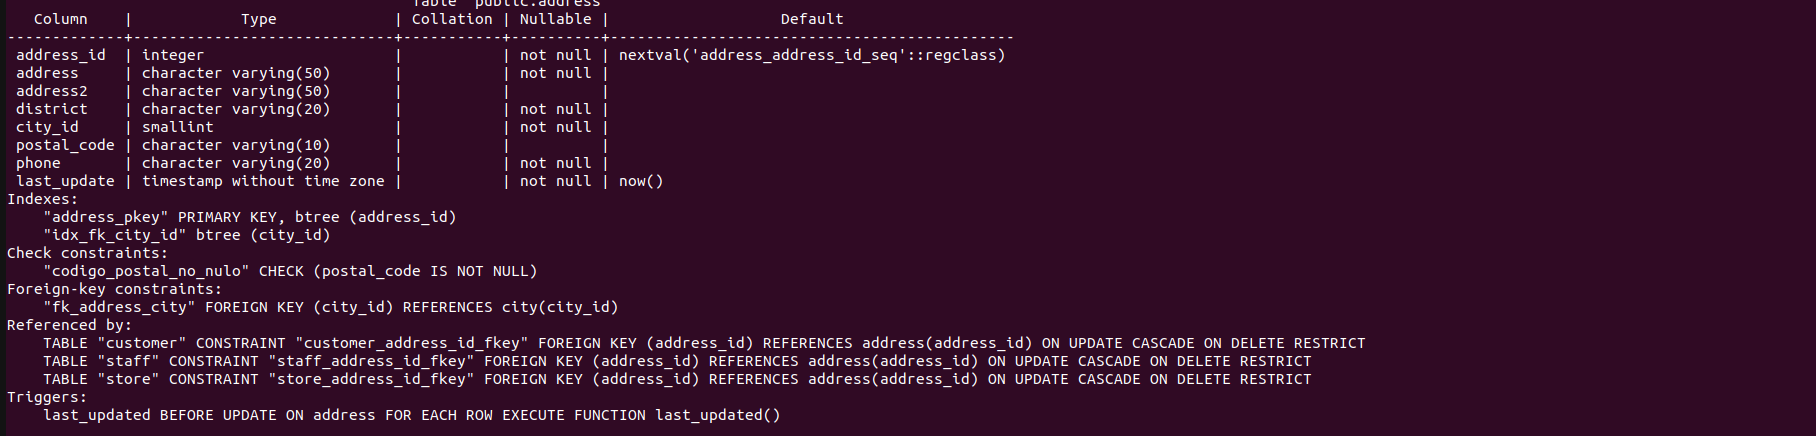 Table "public.address"
   Column    |            Type             | Collation | Nullable |                   Default
-------------+-----------------------------+-----------+----------+---------------------------------------------
 address_id  | integer                     |           | not null | nextval('address_address_id_seq'::regclass)
 address     | character varying(50)       |           | not null |
 address2    | character varying(50)       |           |          |
 district    | character varying(20)       |           | not null |
 city_id     | smallint                    |           | not null |
 postal_code | character varying(10)       |           |          |
 phone       | character varying(20)       |           | not null |
 last_update | timestamp without time zone |           | not null | now()
Indexes:
    "address_pkey" PRIMARY KEY, btree (address_id)
    "idx_fk_city_id" btree (city_id)
Check constraints:
    "codigo_postal_no_nulo" CHECK (postal_code IS NOT NULL)
Foreign-key constraints:
    "fk_address_city" FOREIGN KEY (city_id) REFERENCES city(city_id)
Referenced by:
    TABLE "customer" CONSTRAINT "customer_address_id_fkey" FOREIGN KEY (address_id) REFERENCES address(address_id) ON UPDATE CASCADE ON DELETE RESTRICT
    TABLE "staff" CONSTRAINT "staff_address_id_fkey" FOREIGN KEY (address_id) REFERENCES address(address_id) ON UPDATE CASCADE ON DELETE RESTRICT
    TABLE "store" CONSTRAINT "store_address_id_fkey" FOREIGN KEY (address_id) REFERENCES address(address_id) ON UPDATE CASCADE ON DELETE RESTRICT
Triggers:
    last_updated BEFORE UPDATE ON address FOR EACH ROW EXECUTE FUNCTION last_updated()